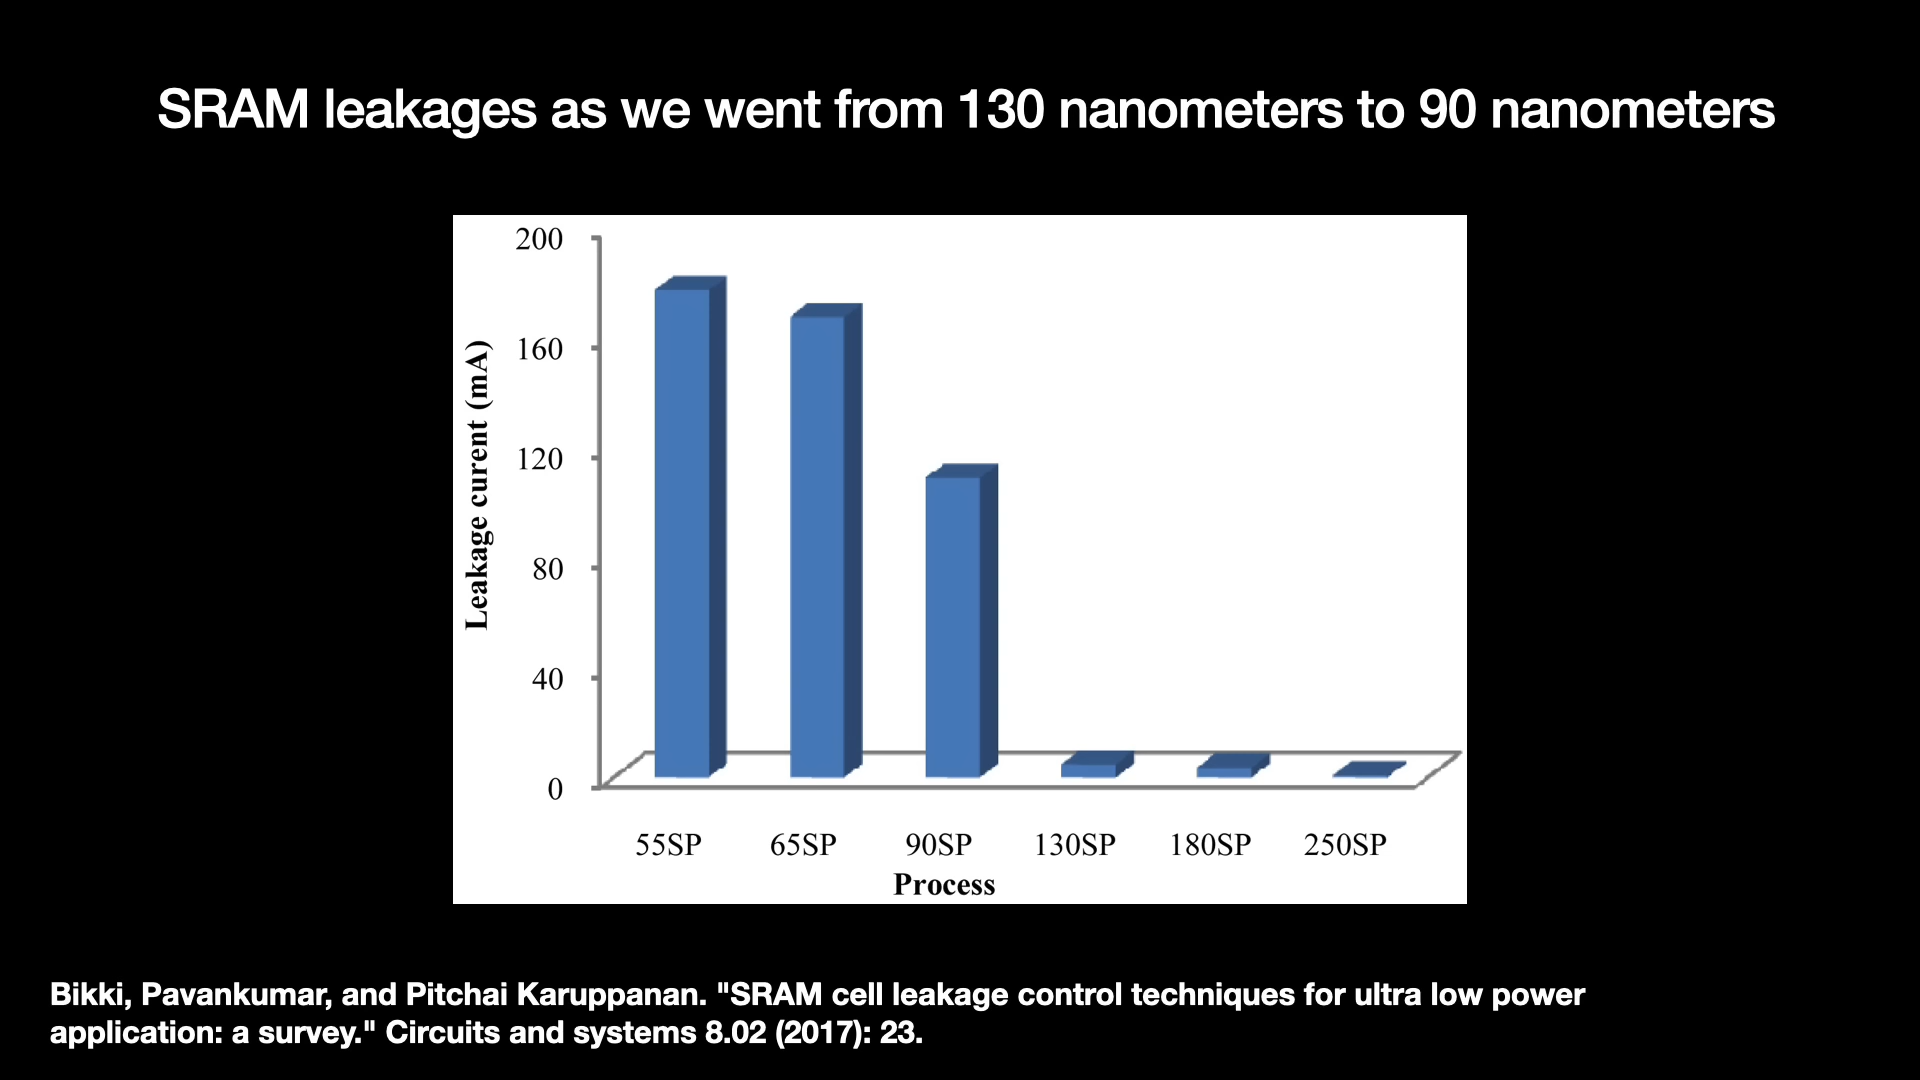 SRAM leakages as we went from 130 nanometers to 90 nanometers
200
160
120
80
40
0
Leakage curent (mA)
55SP 65SP 90SP 130SP 180SP 250SP
Process
Bikki, Pavankumar, and Pitchai Karuppanan. "SRAM cell leakage control techniques for ultra low power
application: a survey." Circuits and systems 8.02 (2017): 23.